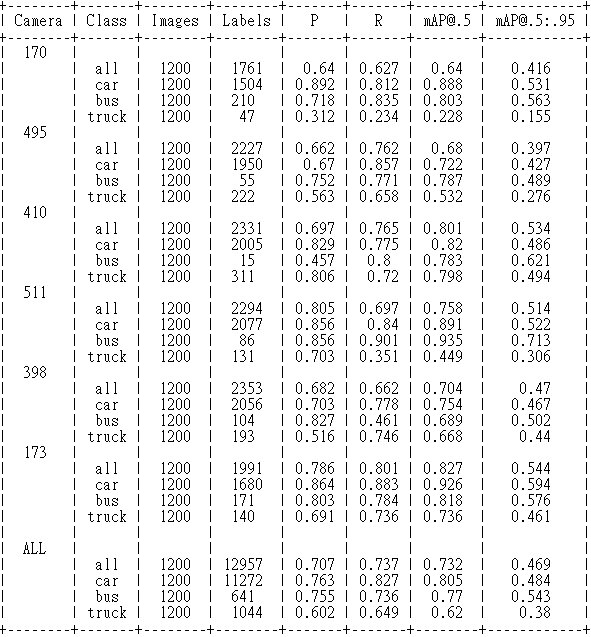 Camera | Class | Images | Labels | P | R | mAP@.5 | mAP@.5:.95
170
all | 1200 | 1761 | 0.64 | 0.627 | 0.64 | 0.416
car | 1200 | 1504 | 0.892 | 0.812 | 0.888 | 0.531
bus | 1200 | 210 | 0.718 | 0.835 | 0.803 | 0.563
truck | 1200 | 47 | 0.312 | 0.234 | 0.228 | 0.155
495
all | 1200 | 2227 | 0.662 | 0.762 | 0.68 | 0.397
car | 1200 | 1950 | 0.67 | 0.857 | 0.722 | 0.427
bus | 1200 | 55 | 0.752 | 0.771 | 0.787 | 0.489
truck | 1200 | 222 | 0.563 | 0.658 | 0.532 | 0.276
410
all | 1200 | 2331 | 0.697 | 0.765 | 0.801 | 0.534
car | 1200 | 2005 | 0.829 | 0.775 | 0.82 | 0.486
bus | 1200 | 15 | 0.457 | 0.8 | 0.783 | 0.621
truck | 1200 | 311 | 0.806 | 0.72 | 0.798 | 0.494
511
all | 1200 | 2294 | 0.805 | 0.697 | 0.758 | 0.514
car | 1200 | 2077 | 0.856 | 0.84 | 0.891 | 0.522
bus | 1200 | 86 | 0.856 | 0.901 | 0.935 | 0.713
truck | 1200 | 131 | 0.703 | 0.351 | 0.449 | 0.306
398
all | 1200 | 2353 | 0.682 | 0.662 | 0.704 | 0.47
car | 1200 | 2056 | 0.703 | 0.778 | 0.754 | 0.467
bus | 1200 | 104 | 0.827 | 0.461 | 0.689 | 0.502
truck | 1200 | 193 | 0.516 | 0.746 | 0.668 | 0.44
173
all | 1200 | 1991 | 0.786 | 0.801 | 0.827 | 0.544
car | 1200 | 1680 | 0.864 | 0.883 | 0.926 | 0.594
bus | 1200 | 171 | 0.803 | 0.784 | 0.818 | 0.576
truck | 1200 | 140 | 0.691 | 0.736 | 0.736 | 0.461
ALL
all | 1200 | 12957 | 0.707 | 0.737 | 0.732 | 0.469
car | 1200 | 11272 | 0.763 | 0.827 | 0.805 | 0.484
bus | 1200 | 641 | 0.755 | 0.736 | 0.77 | 0.543
truck | 1200 | 1044 | 0.602 | 0.649 | 0.62 | 0.38